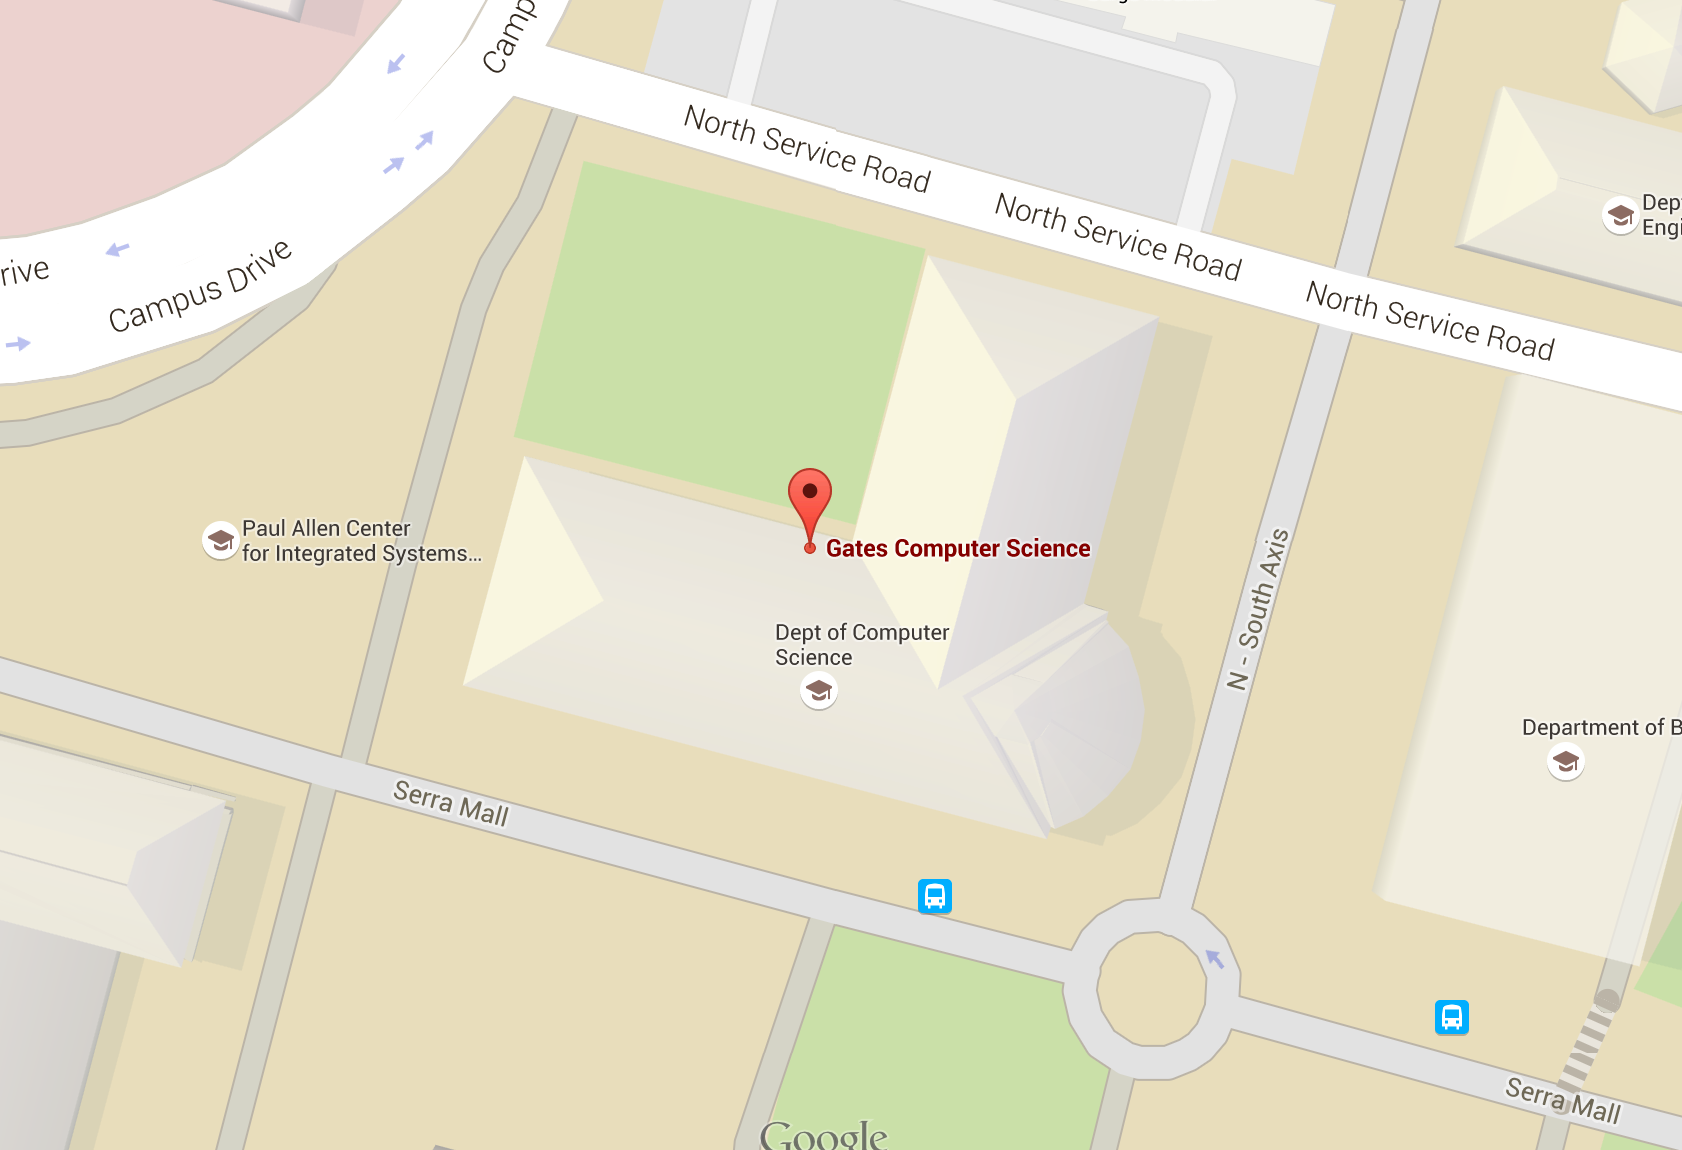 Camp
North Service Road
North Service Road
North Service Road
Dep
Engi
rive
Campus Drive
Paul Allen Center
for Integrated Systems...
Gates Computer Science
Dept of Computer
Science
N - South Axis
Department of B
Serra Mall
Serra Mall
Google